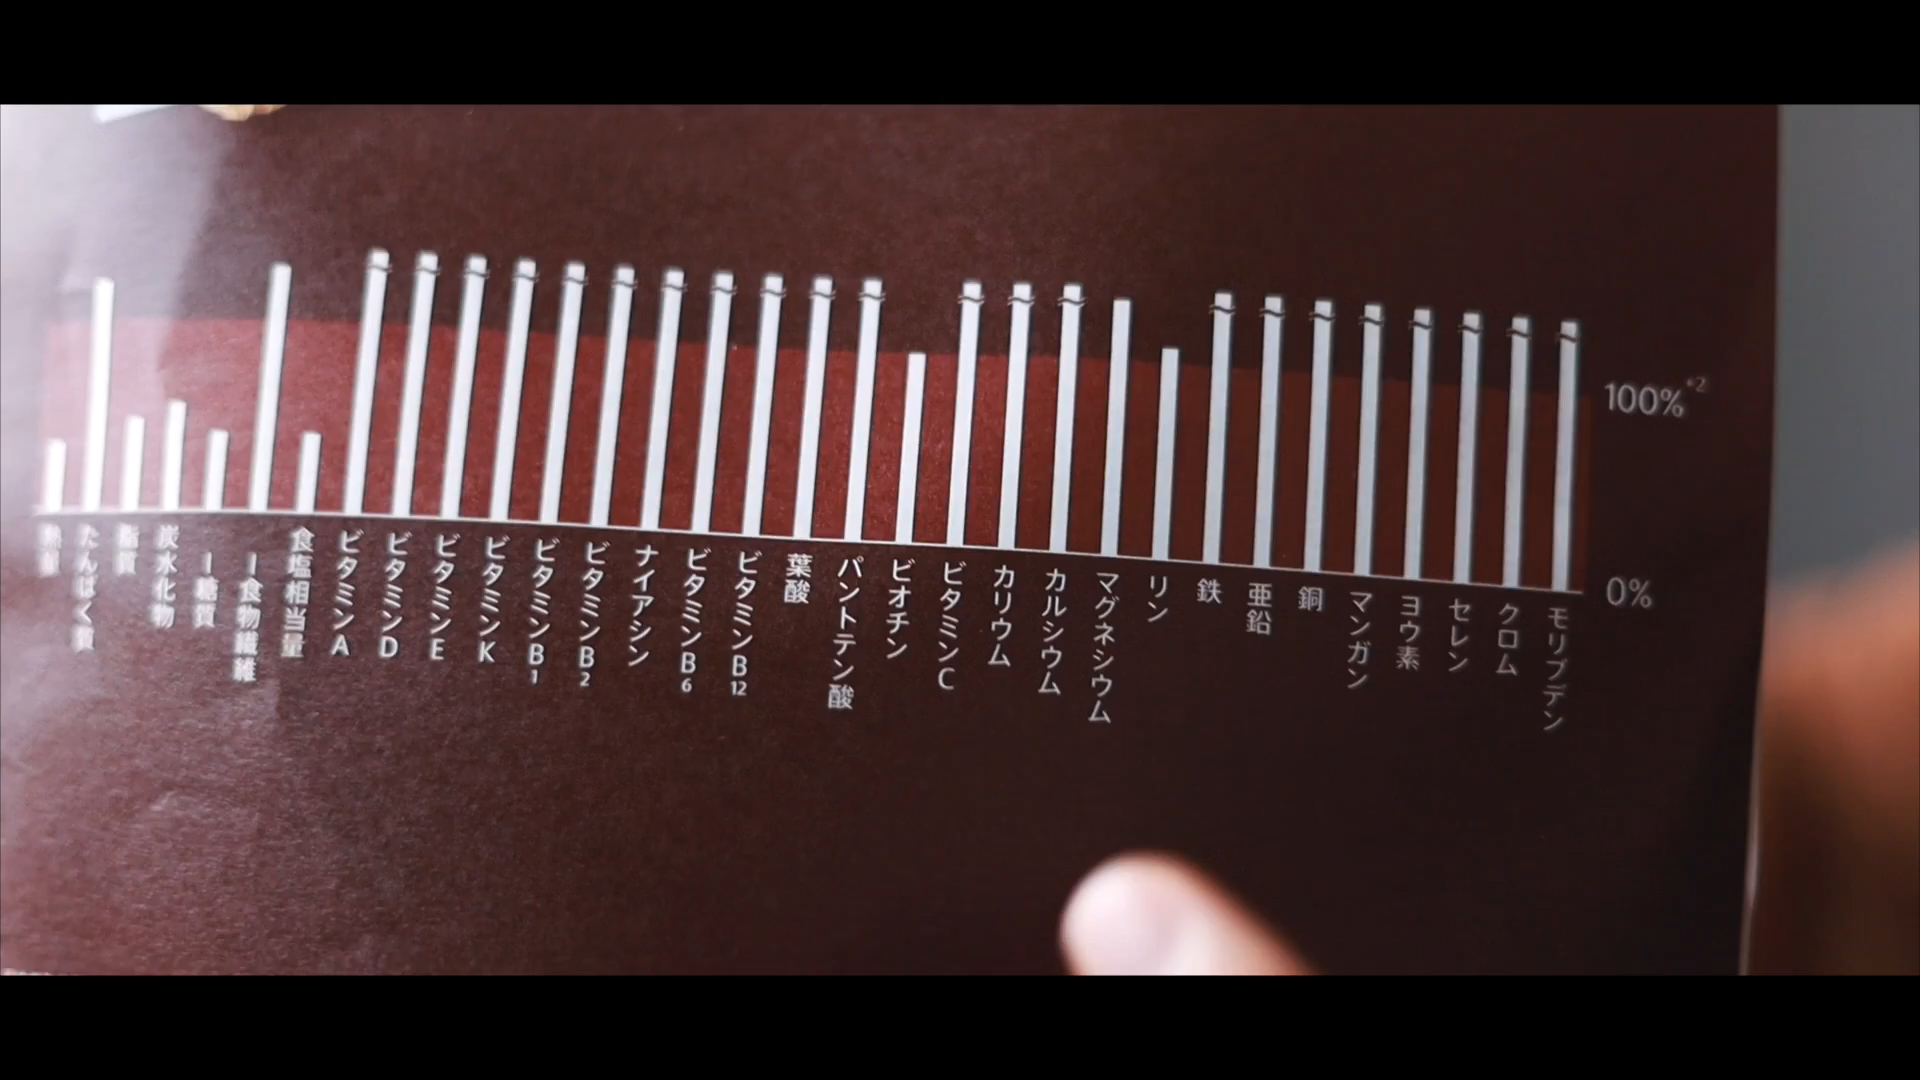 100%*2
0%
熱量
たんぱく質
脂質
炭水化物
ー糖質
ー食物繊維
食塩相当量
ビタミンA
ビタミンD
ビタミンE
ビタミンK
ビタミンB1
ビタミンB2
ナイアシン
ビタミンB6
ビタミンB12
葉酸
パントテン酸
ビオチン
ビタミンC
カリウム
カルシウム
マグネシウム
リン
鉄
亜鉛
銅
マンガン
ヨウ素
セレン
クロム
モリブデン